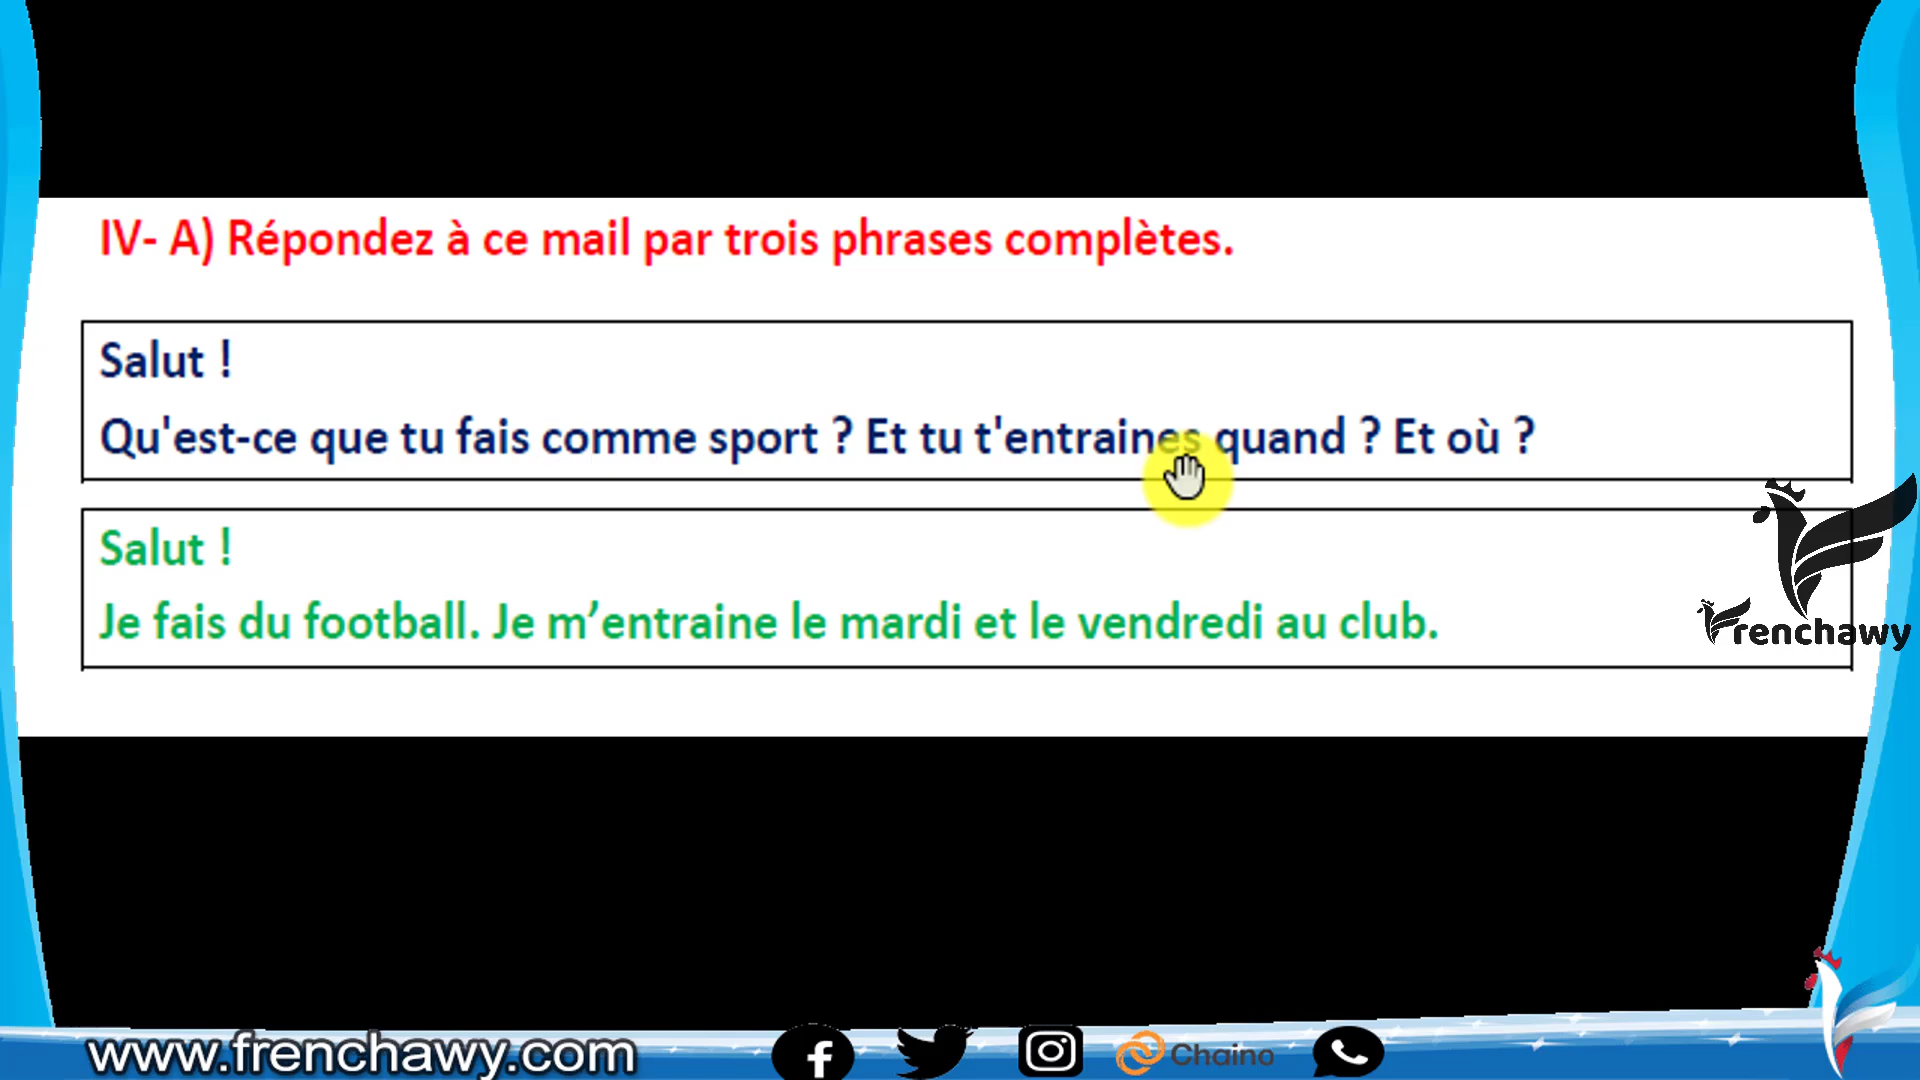 IV- A) Répondez à ce mail par trois phrases complètes.
Salut !
Qu'est-ce que tu fais comme sport ? Et tu t'entraines quand ? Et où ?
Salut !
Je fais du football. Je m’entraine le mardi et le vendredi au club.
Frenchawy
www.frenchawy.com
Chaino